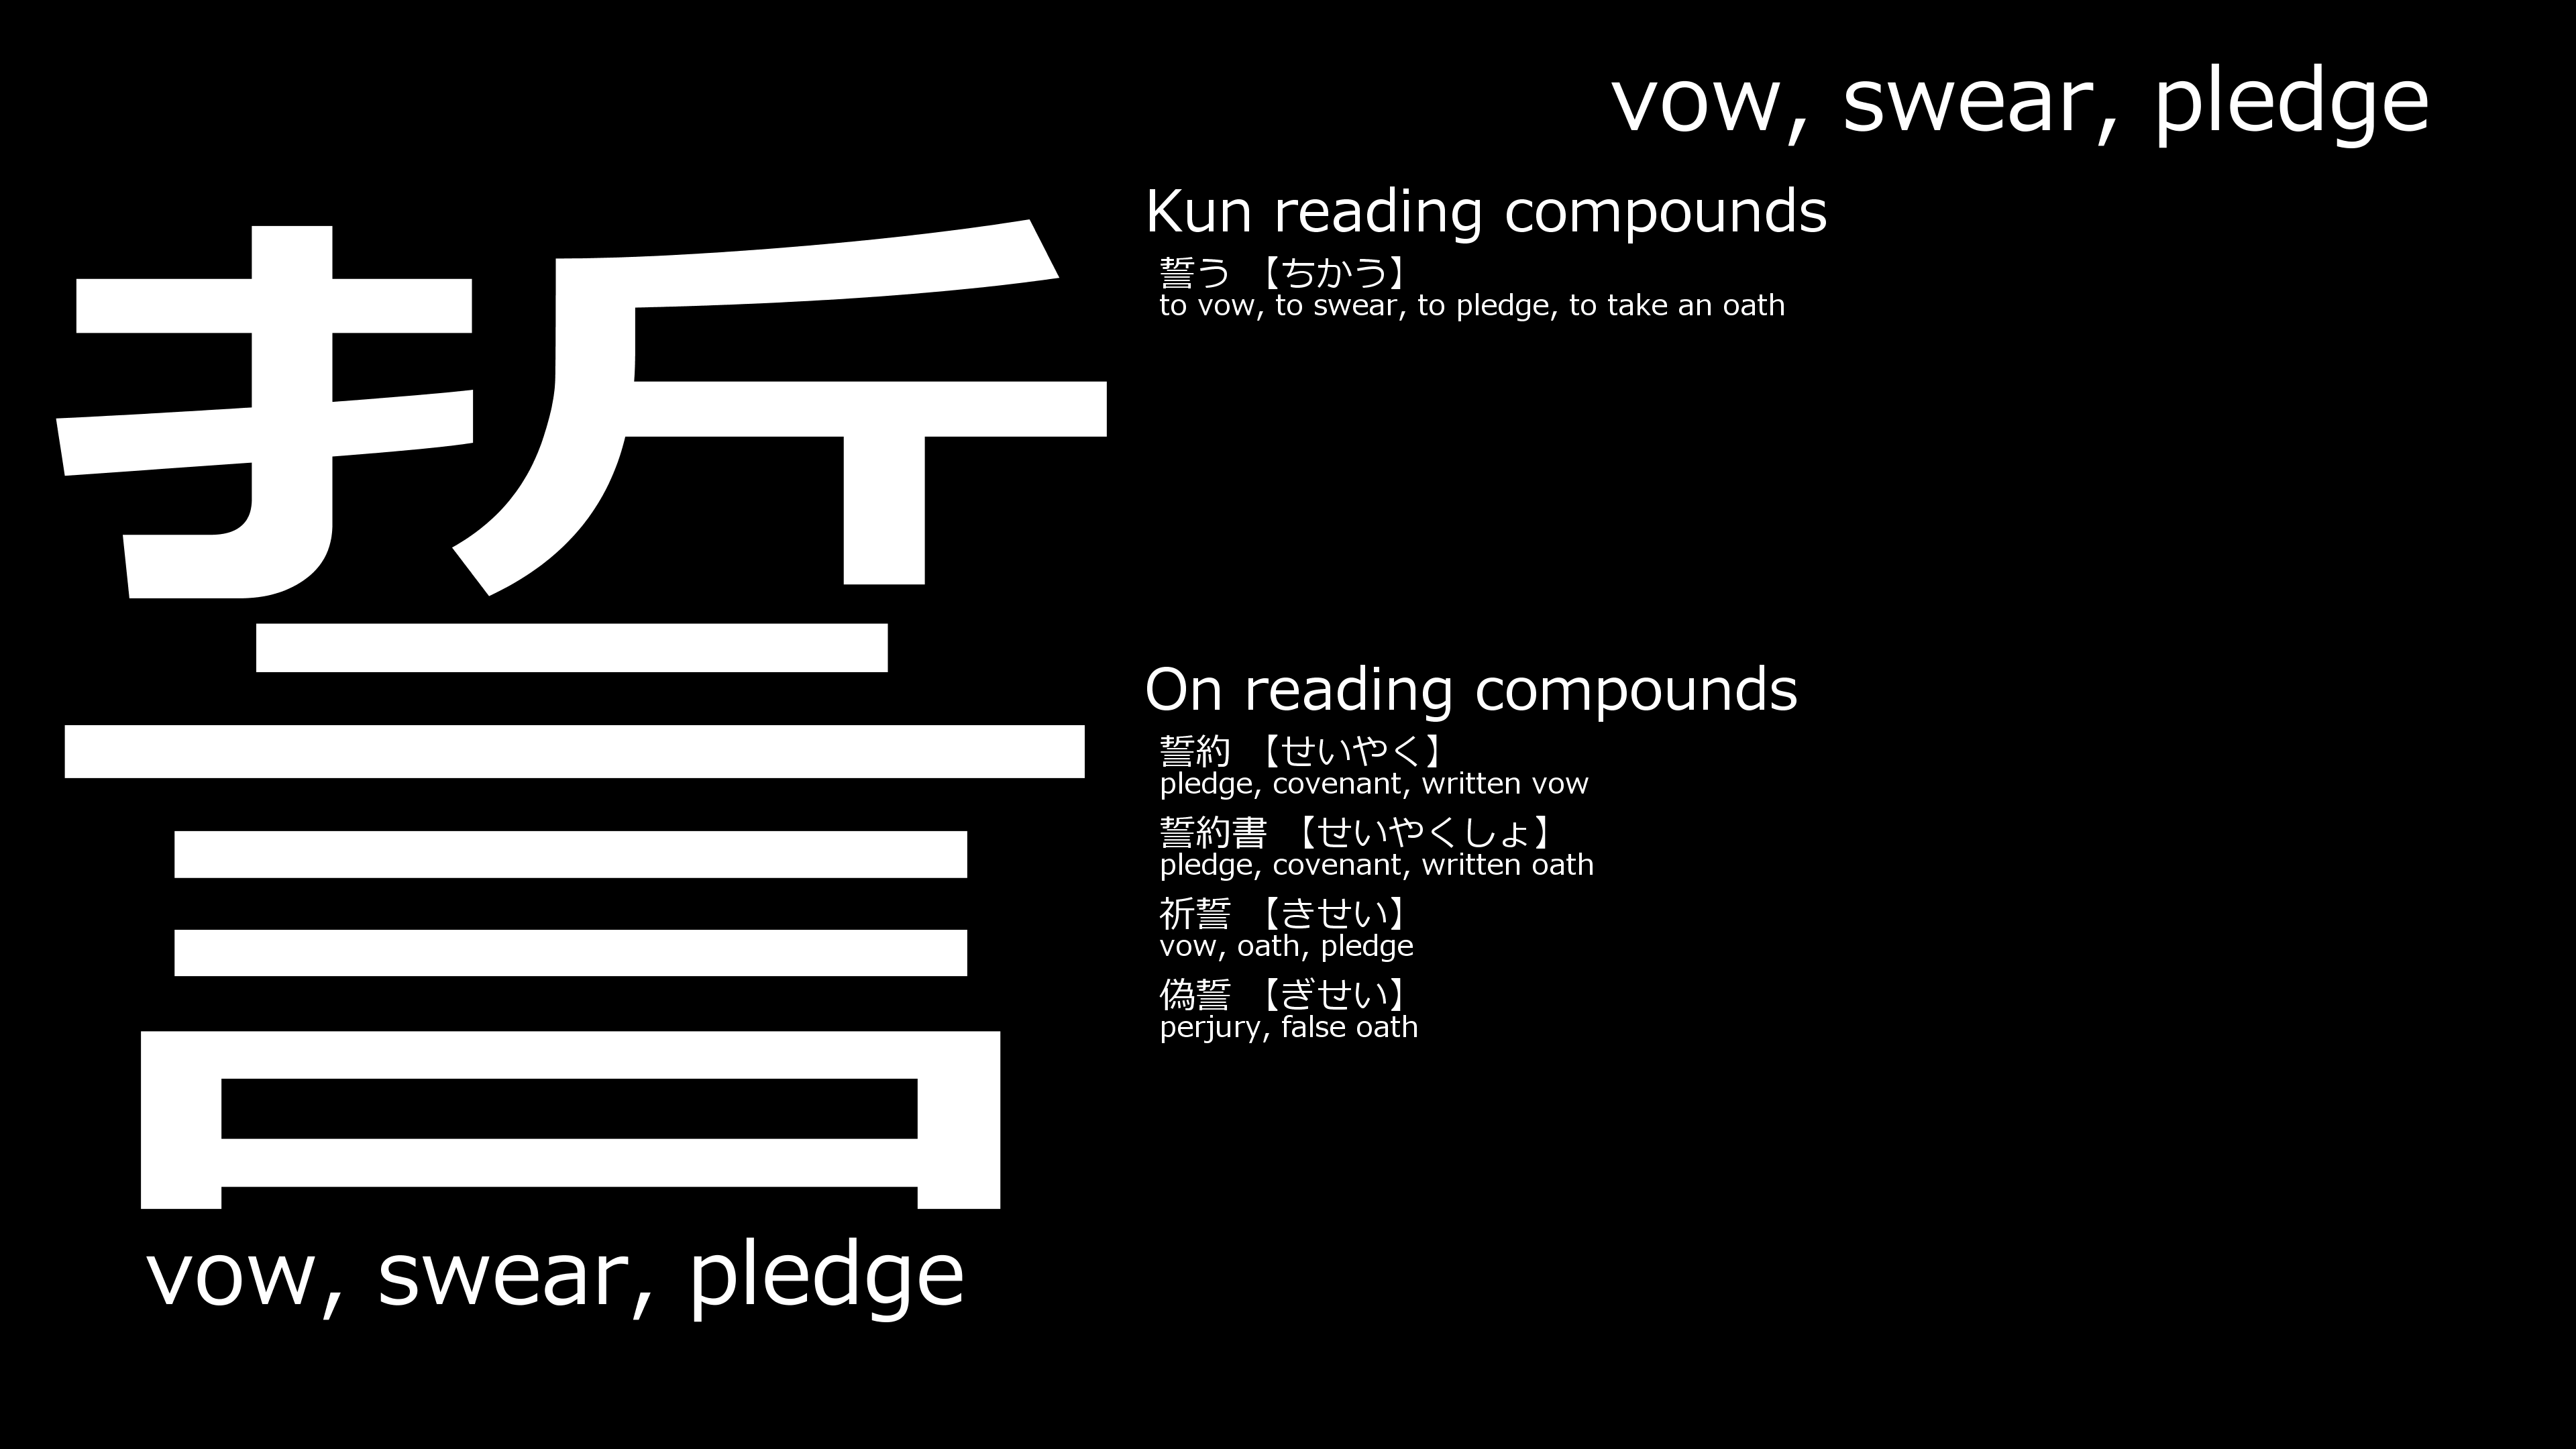 誓
vow, swear, pledge
vow, swear, pledge
Kun reading compounds
誓う 【ちかう】
to vow, to swear, to pledge, to take an oath
On reading compounds
誓約 【せいやく】
pledge, covenant, written vow
誓約書 【せいやくしょ】
pledge, covenant, written oath
祈誓 【きせい】
vow, oath, pledge
偽誓 【ぎせい】
perjury, false oath